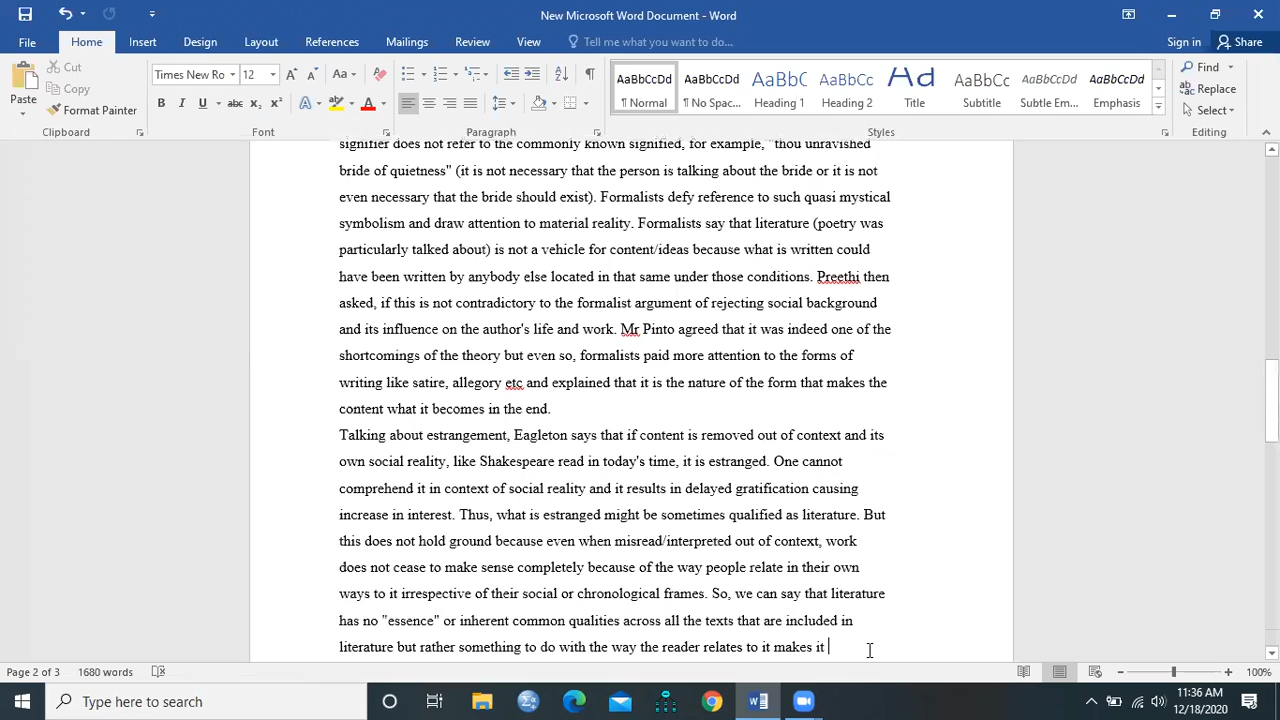 New Microsoft Word Document - Word
File Home Insert Design Layout References Mailings Review View Tell me what you want to do... Sign in Share
Cut
Copy
Format Painter
Paste
Clipboard
Times New Ro 12
Font
Paragraph
AaBbCcDd AaBbCcDd AaBbC AaBbCcC Aad AaBbCcD AaBbCcDd AaBbCcDd
¶ Normal ¶ No Spac... Heading 1 Heading 2 Title Subtitle Subtle Em... Emphasis
Styles
Find
Replace
Select
Editing
signifier does not refer to the commonly known signified, for example, "thou unravished
bride of quietness" (it is not necessary that the person is talking about the bride or it is not
even necessary that the bride should exist). Formalists defy reference to such quasi mystical
symbolism and draw attention to material reality. Formalists say that literature (poetry was
particularly talked about) is not a vehicle for content/ideas because what is written could
have been written by anybody else located in that same under those conditions. Preethi then
asked, if this is not contradictory to the formalist argument of rejecting social background
and its influence on the author's life and work. Mr Pinto agreed that it was indeed one of the
shortcomings of the theory but even so, formalists paid more attention to the forms of
writing like satire, allegory etc and explained that it is the nature of the form that makes the
content what it becomes in the end.
Talking about estrangement, Eagleton says that if content is removed out of context and its
own social reality, like Shakespeare read in today's time, it is estranged. One cannot
comprehend it in context of social reality and it results in delayed gratification causing
increase in interest. Thus, what is estranged might be sometimes qualified as literature. But
this does not hold ground because even when misread/interpreted out of context, work
does not cease to make sense completely because of the way people relate in their own
ways to it irrespective of their social or chronological frames. So, we can say that literature
has no "essence" or inherent common qualities across all the texts that are included in
literature but rather something to do with the way the reader relates to it makes it
Page 2 of 3 1680 words 100%
Type here to search
11:36 AM
12/18/2020